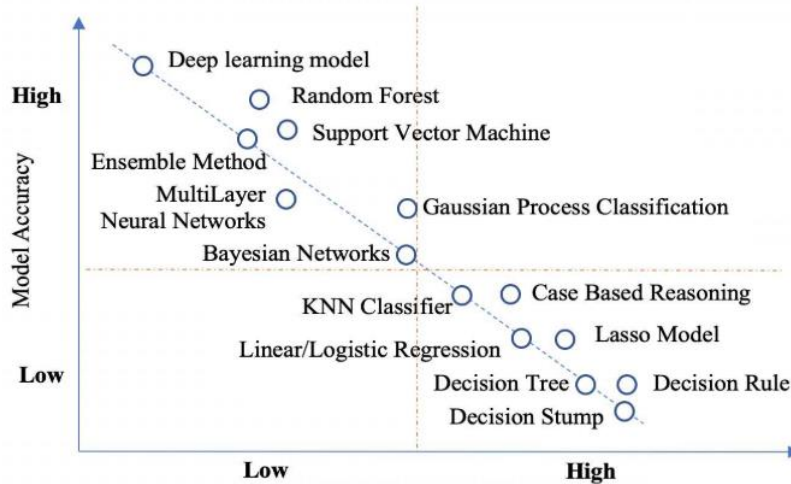 Deep learning model
High
Random Forest
Support Vector Machine
Ensemble Method
MultiLayer
Neural Networks
Gaussian Process Classification
Bayesian Networks
Model Accuracy
KNN Classifier
Case Based Reasoning
Linear/Logistic Regression
Lasso Model
Low
Decision Tree
Decision Rule
Decision Stump
Low
High